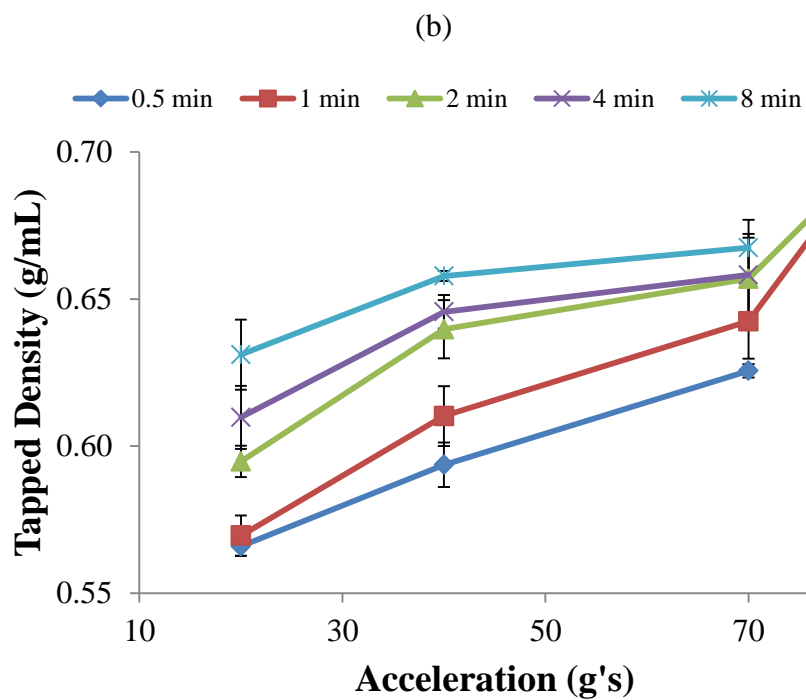 (b)
0.5 min 1 min 2 min 4 min 8 min
0.70
0.65
0.60
0.55
Tapped Density (g/mL)
10 30 50 70
Acceleration (g's)